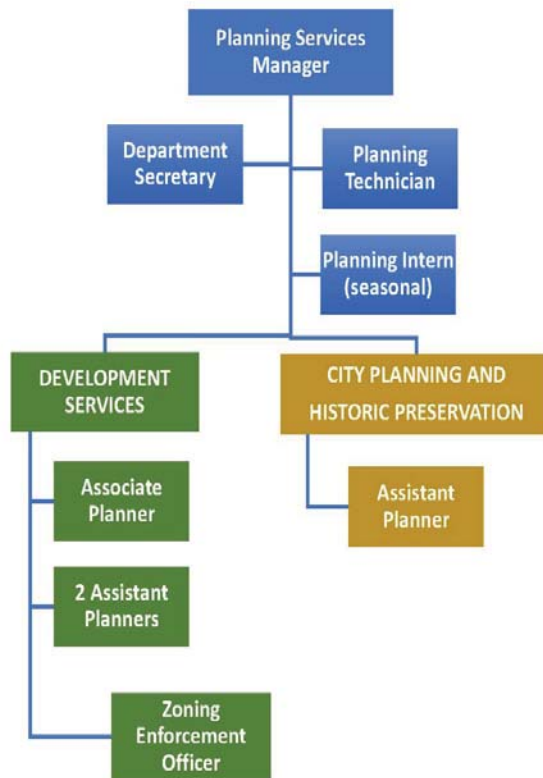 Planning Services
Manager
Department
Secretary
Planning
Technician
Planning Intern
(seasonal)
DEVELOPMENT
SERVICES
CITY PLANNING AND
HISTORIC PRESERVATION
Associate
Planner
Assistant
Planner
2 Assistant
Planners
Zoning
Enforcement
Officer